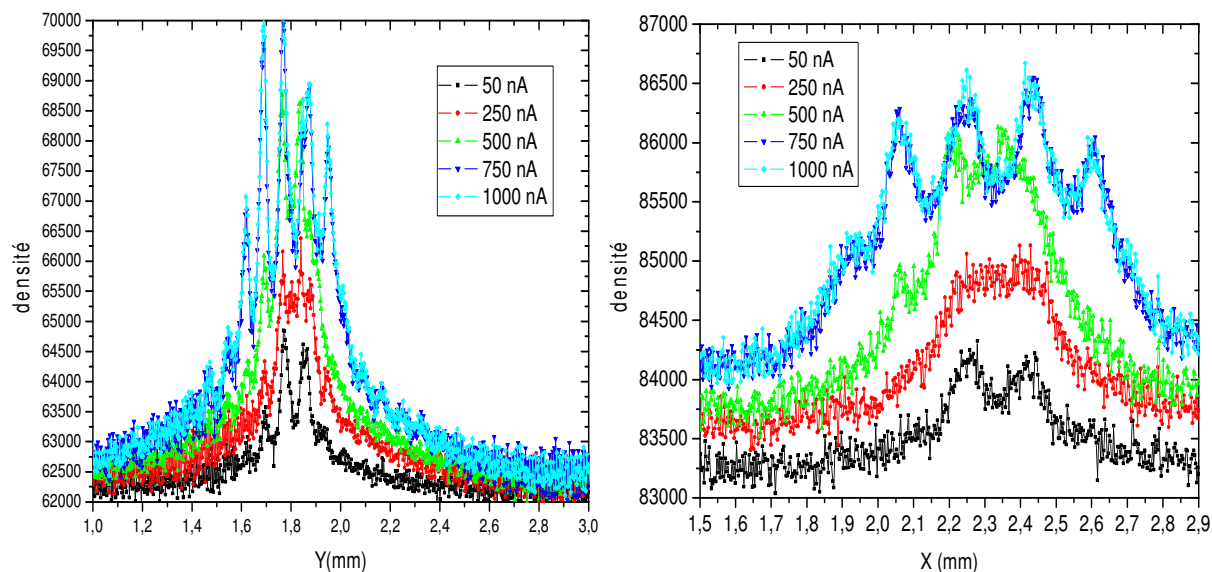 70000
69500
69000
68500
68000
67500
67000
66500
66000
65500
65000
64500
64000
63500
63000
62500
62000
densité
1,0 1,2 1,4 1,6 1,8 2,0 2,2 2,4 2,6 2,8 3,0
Y(mm)
50 nA
250 nA
500 nA
750 nA
1000 nA
87000
86500
86000
85500
85000
84500
84000
83500
83000
densité
1,5 1,6 1,7 1,8 1,9 2,0 2,1 2,2 2,3 2,4 2,5 2,6 2,7 2,8 2,9
X (mm)
50 nA
250 nA
500 nA
750 nA
1000 nA